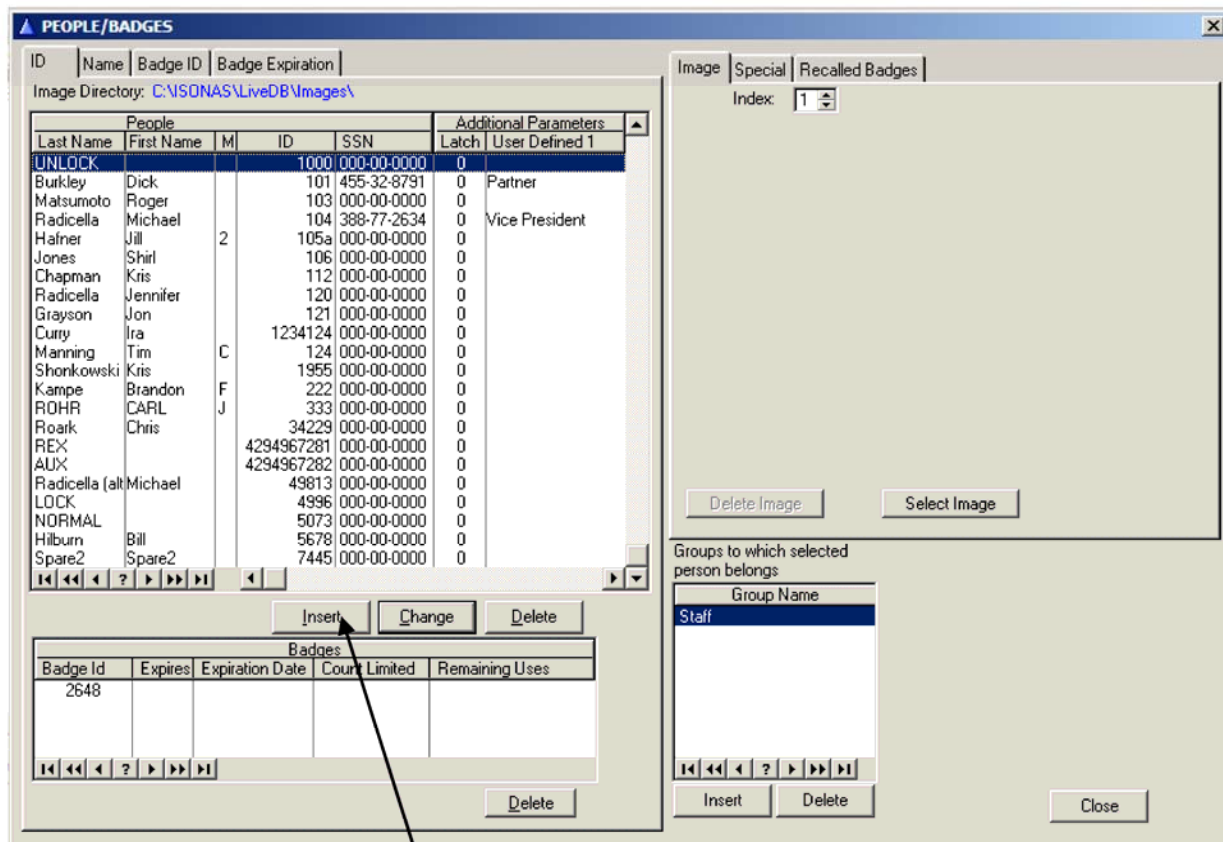 PEOPLE/BADGES
ID Name Badge ID Badge Expiration
Image Directory: C:\ISONAS\LiveDB\Images\
People Additional Parameters
Last Name First Name M ID SSN Latch User Defined 1
UNLOCK 1000 000-00-0000 0
Burkley Dick 101 455-32-8791 0 Partner
Matsumoto Roger 103 000-00-0000 0
Radicella Michael 104 388-77-2634 0 Vice President
Hafner Jill 2 105a 000-00-0000 0
Jones Shirl 106 000-00-0000 0
Chapman Kris 112 000-00-0000 0
Radicella Jennifer 120 000-00-0000 0
Grayson Jon 121 000-00-0000 0
Curry Ira 1234124 000-00-0000 0
Manning Tim C 124 000-00-0000 0
Shonkowski Kris 1955 000-00-0000 0
Kampe Brandon F 222 000-00-0000 0
ROHR CARL J 333 000-00-0000 0
Roark Chris 34229 000-00-0000 0
REX 4294967281 000-00-0000 0
AUX 4294967282 000-00-0000 0
Radicella (alt Michael 49813 000-00-0000 0
LOCK 4996 000-00-0000 0
NORMAL 5073 000-00-0000 0
Hilburn Bill 5678 000-00-0000 0
Spare2 Spare2 7445 000-00-0000 0
?
Insert Change Delete
Badges
Badge Id Expires Expiration Date Count Limited Remaining Uses
2648
?
Delete
Image Special Recalled Badges
Index: 1
Delete Image Select Image
Groups to which selected
person belongs
Group Name
Staff
?
Insert Delete
Close